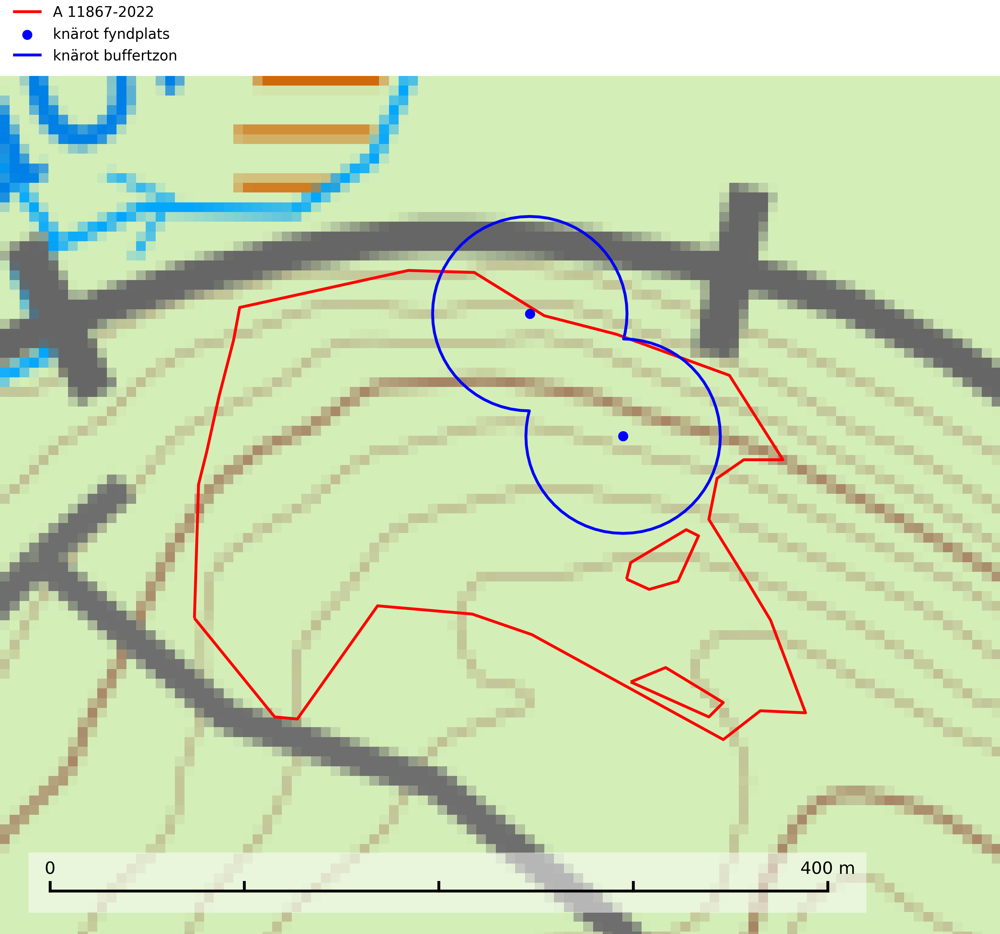 A 11867-2022
knärot fyndplats
knärot buffertzon
0
400 m